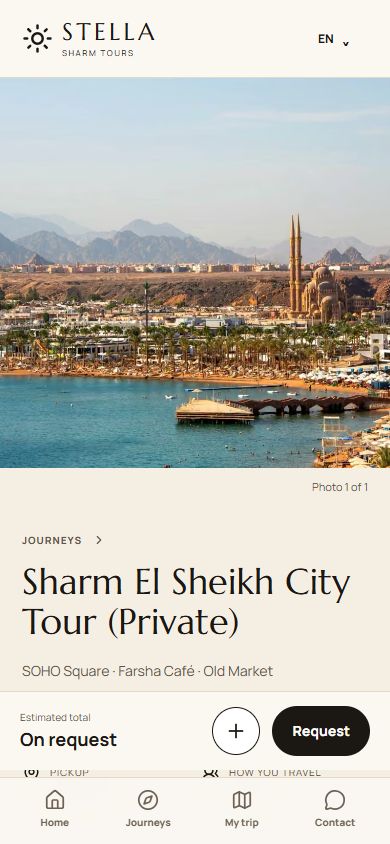 STELLA
SHARM TOURS
EN
Photo 1 of 1
JOURNEYS
Sharm El Sheikh City
Tour (Private)
SOHO Square · Farsha Café · Old Market
Estimated total
On request
Request
PICKUP
HOW YOU TRAVEL
Home
Journeys
My trip
Contact